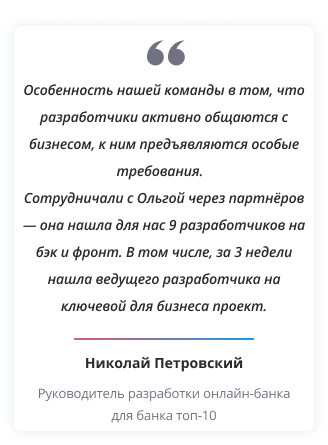 “
Особенность нашей команды в том, что
разработчики активно общаются с
бизнесом, к ним предъявляются особые
требования.
Сотрудничали с Ольгой через партнёров
— она нашла для нас 9 разработчиков на
бэк и фронт. В том числе, за 3 недели
нашла ведущего разработчика на
ключевой для бизнеса проект.
Николай Петровский
Руководитель разработки онлайн-банка
для банка топ-10